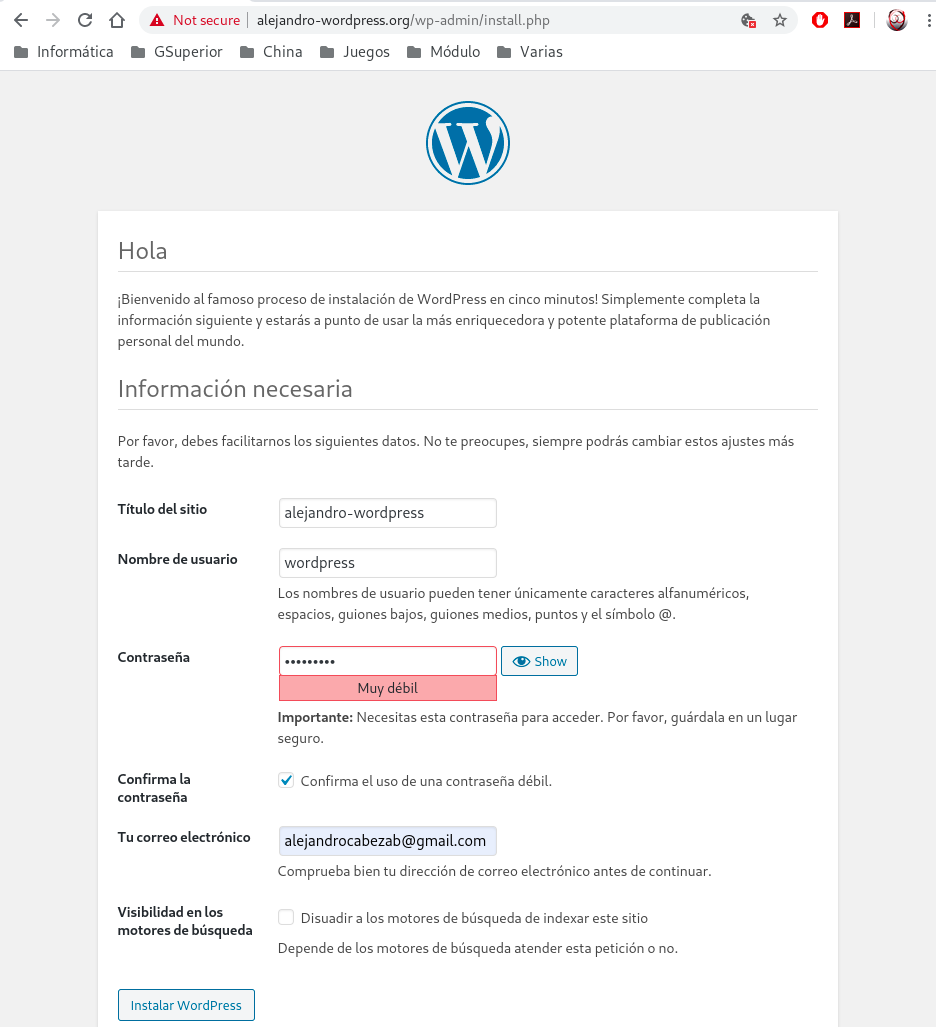 Not secure | alejandro-wordpress.org/wp-admin/install.php
Informática GSuperior China Juegos Módulo Varias
Hola
¡Bienvenido al famoso proceso de instalación de WordPress en cinco minutos! Simplemente completa la
información siguiente y estarás a punto de usar la más enriquecedora y potente plataforma de publicación
personal del mundo.
Información necesaria
Por favor, debes facilitarnos los siguientes datos. No te preocupes, siempre podrás cambiar estos ajustes más
tarde.
Título del sitio
alejandro-wordpress
Nombre de usuario
wordpress
Los nombres de usuario pueden tener únicamente caracteres alfanuméricos,
espacios, guiones bajos, guiones medios, puntos y el símbolo @.
Contraseña
••••••••• Show
Muy débil
Importante: Necesitas esta contraseña para acceder. Por favor, guárdala en un lugar
seguro.
Confirma la
contraseña
Confirma el uso de una contraseña débil.
Tu correo electrónico
alejandrocabezab@gmail.com
Comprueba bien tu dirección de correo electrónico antes de continuar.
Visibilidad en los
motores de búsqueda
Disuadir a los motores de búsqueda de indexar este sitio
Depende de los motores de búsqueda atender esta petición o no.
Instalar WordPress